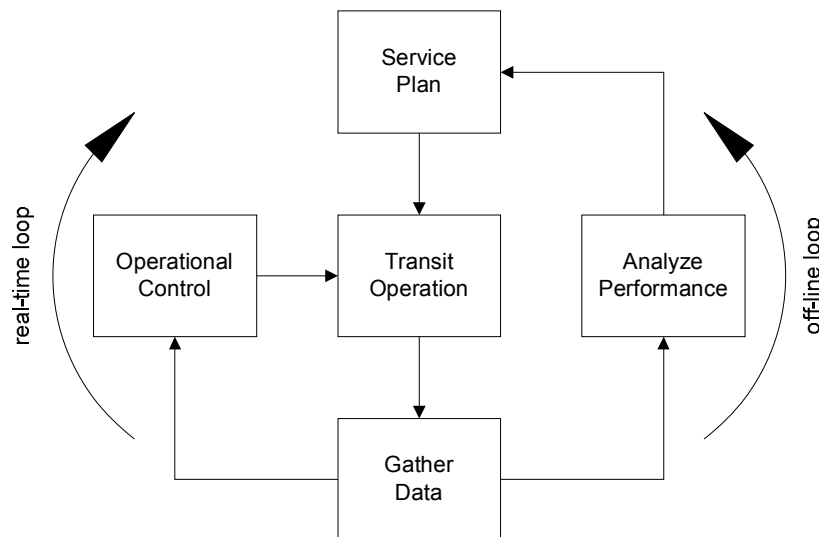 Service
Plan
real-time loop
Operational
Control
Transit
Operation
Analyze
Performance
off-line loop
Gather
Data